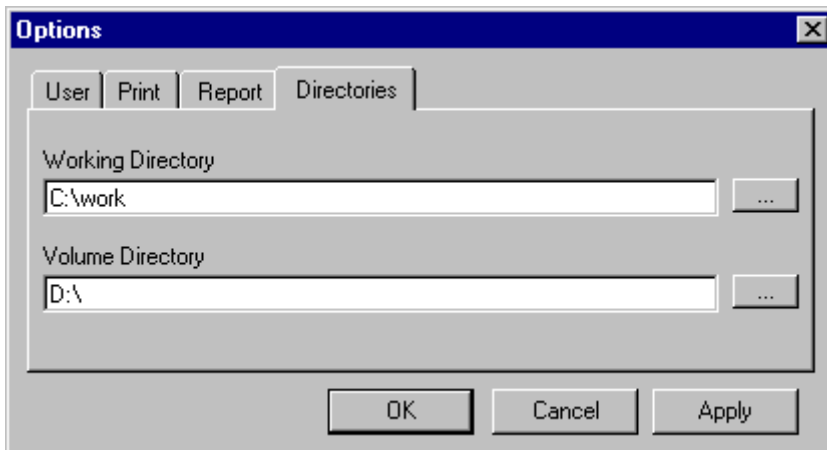 Options
User Print Report Directories
Working Directory
C:\work
...
Volume Directory
D:\
...
OK Cancel Apply